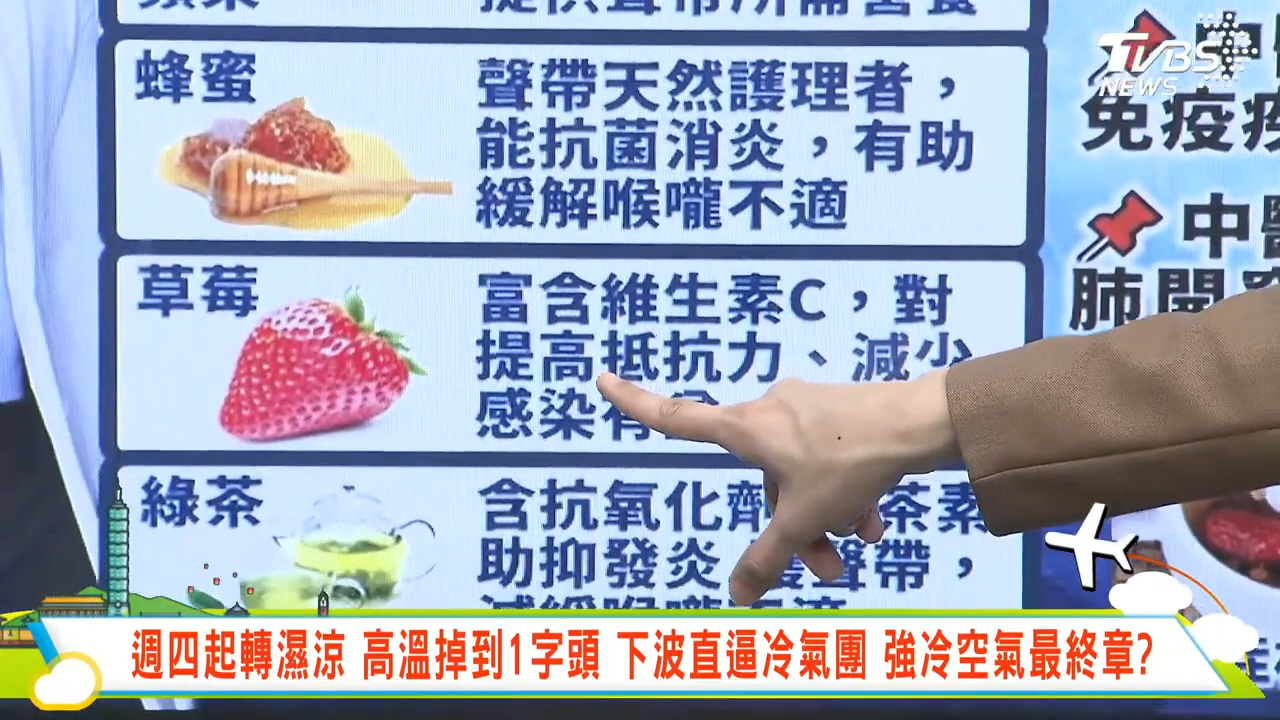 蜂蜜
聲帶天然護理者，
能抗菌消炎，有助
緩解喉嚨不適
草莓
富含維生素C，對
提高抵抗力、減少
感染有
綠茶
含抗氧化劑 茶素
助抑發炎 聲帶，
TVBS
NEWS
免疫疾
中醫
肺開竅
週四起轉濕涼 高溫掉到1字頭 下波直逼冷氣團 強冷空氣最終章?